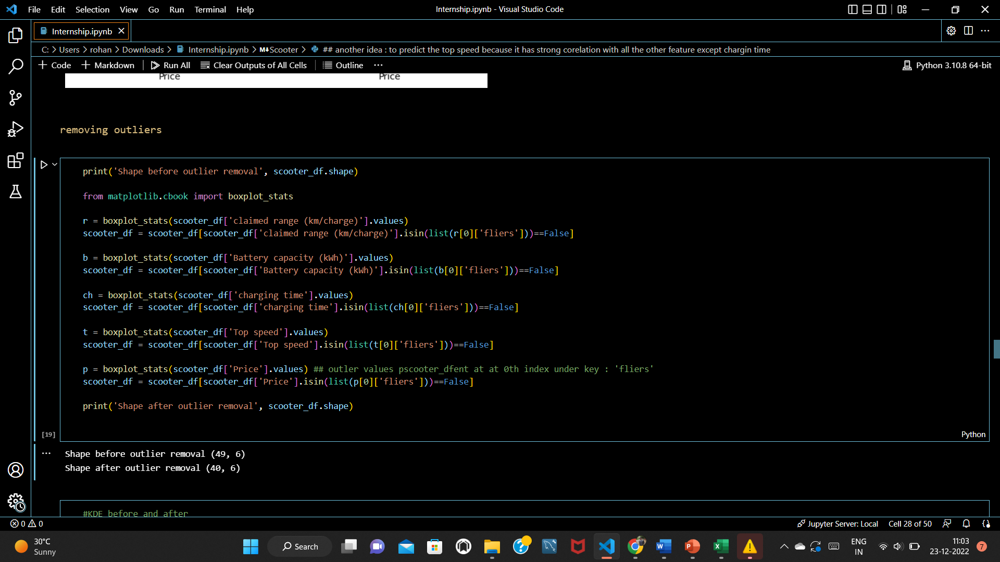 File Edit Selection View Go Run Terminal Help
Internship.ipynb - Visual Studio Code
Internship.ipynb
C: > Users > rohan > Downloads > Internship.ipynb > M↓Scooter > ## another idea : to predict the top speed because it has strong corelation with all the other feature except chargin time
+ Code + Markdown Run All Clear Outputs of All Cells Outline ...
Python 3.10.8 64-bit
Price Price
removing outliers
print('Shape before outlier removal', scooter_df.shape)
from matplotlib.cbook import boxplot_stats
r = boxplot_stats(scooter_df['claimed range (km/charge)'].values)
scooter_df = scooter_df[scooter_df['claimed range (km/charge)'].isin(list(r[0]['fliers']))==False]
b = boxplot_stats(scooter_df['Battery capacity (kWh)'].values)
scooter_df = scooter_df[scooter_df['Battery capacity (kWh)'].isin(list(b[0]['fliers']))==False]
ch = boxplot_stats(scooter_df['charging time'].values)
scooter_df = scooter_df[scooter_df['charging time'].isin(list(ch[0]['fliers']))==False]
t = boxplot_stats(scooter_df['Top speed'].values)
scooter_df = scooter_df[scooter_df['Top speed'].isin(list(t[0]['fliers']))==False]
p = boxplot_stats(scooter_df['Price'].values) ## outler values pscooter_dfent at at 0th index under key : 'fliers'
scooter_df = scooter_df[scooter_df['Price'].isin(list(p[0]['fliers']))==False]
print('Shape after outlier removal', scooter_df.shape)
[19]
Python
Shape before outlier removal (49, 6)
Shape after outlier removal (40, 6)
#KDE before and after
0 0
Jupyter Server: Local Cell 28 of 50
30°C
Sunny
Search
ENG
IN
11:03
23-12-2022
7